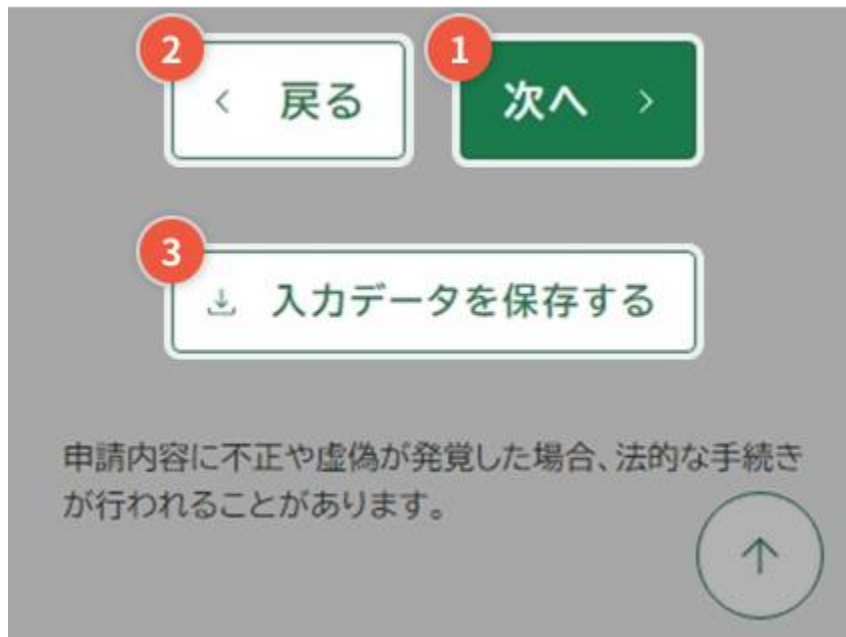 2
戻る
1
次へ
3
入力データを保存する
申請内容に不正や虚偽が発覚した場合、法的な手続き
が行われることがあります。